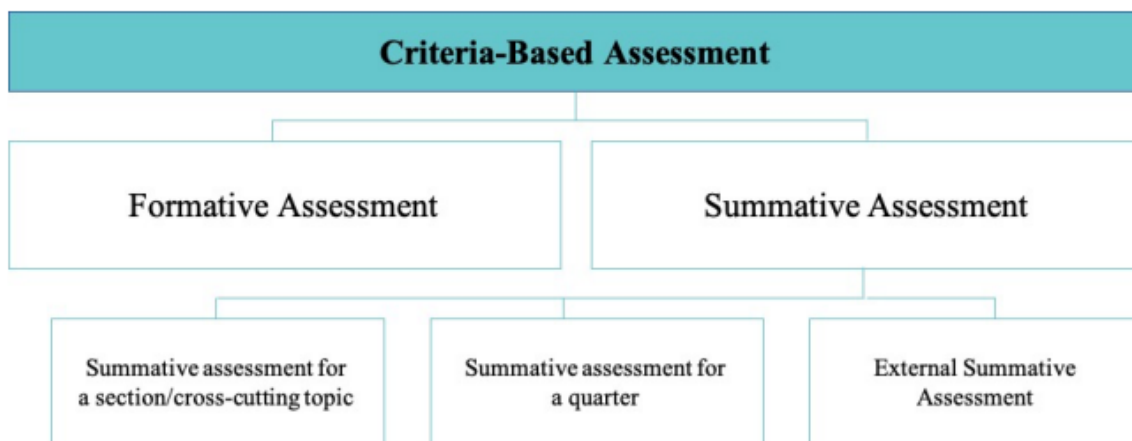 Criteria-Based Assessment
Formative Assessment
Summative Assessment
Summative assessment for
a section/cross-cutting topic
Summative assessment for
a quarter
External Summative
Assessment